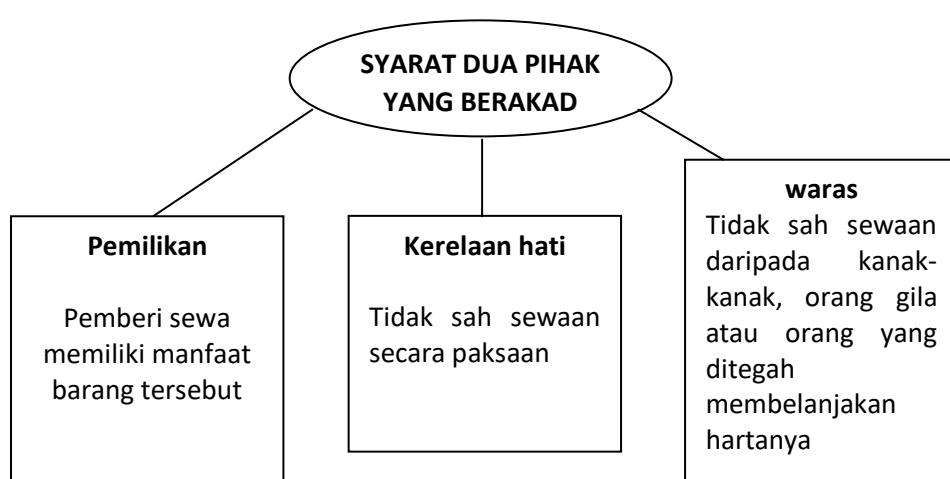 SYARAT DUA PIHAK
YANG BERAKAD
Pemilikan
Pemberi sewa
memiliki manfaat
barang tersebut
Kerelaan hati
Tidak sah sewaan
secara paksaan
waras
Tidak sah sewaan
daripada kanak-
kanak, orang gila
atau orang yang
ditegah
membelanjakan
hartanya